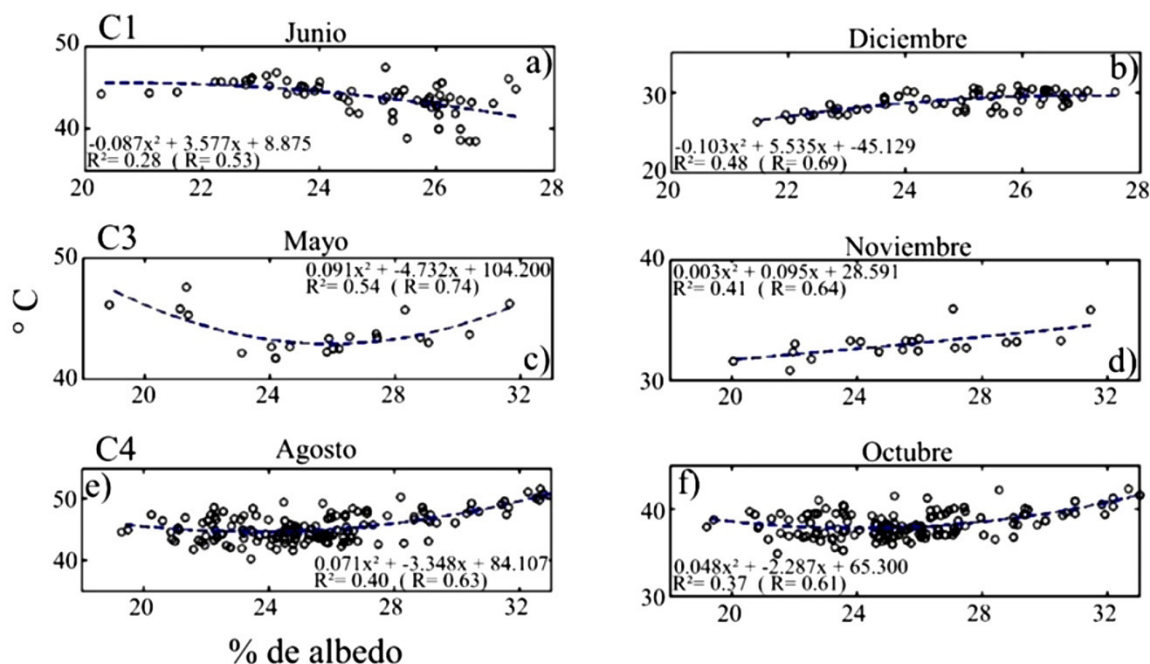 C1
Junio
a)
50
40
-0.087x² + 3.577x + 8.875
R²= 0.28 ( R= 0.53)
20 22 24 26 28
Diciembre
b)
30
20
-0.103x² + 5.535x + -45.129
R²= 0.48 ( R= 0.69)
20 22 24 26 28
C3
Mayo
50
40
0.091x² + -4.732x + 104.200
R²= 0.54 ( R= 0.74)
c)
20 24 28 32
Noviembre
40
30
0.003x² + 0.095x + 28.591
R²= 0.41 ( R= 0.64)
d)
20 24 28 32
° C
C4
Agosto
e)
50
40
0.071x² + -3.348x + 84.107
R²= 0.40 ( R= 0.63)
20 24 28 32
Octubre
f)
40
30
0.048x² + -2.287x + 65.300
R²= 0.37 ( R= 0.61)
20 24 28 32
% de albedo